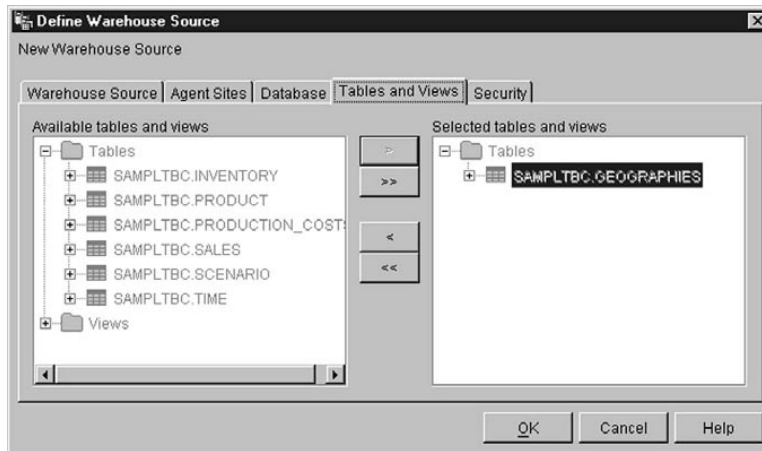 Define Warehouse Source
New Warehouse Source
Warehouse Source Agent Sites Database Tables and Views Security
Available tables and views
Tables
SAMPLTBC.INVENTORY
SAMPLTBC.PRODUCT
SAMPLTBC.PRODUCTION_COST
SAMPLTBC.SALES
SAMPLTBC.SCENARIO
SAMPLTBC.TIME
Views
>
>>
<
<<
Selected tables and views
Tables
SAMPLTBC.GEOGRAPHIES
OK Cancel Help